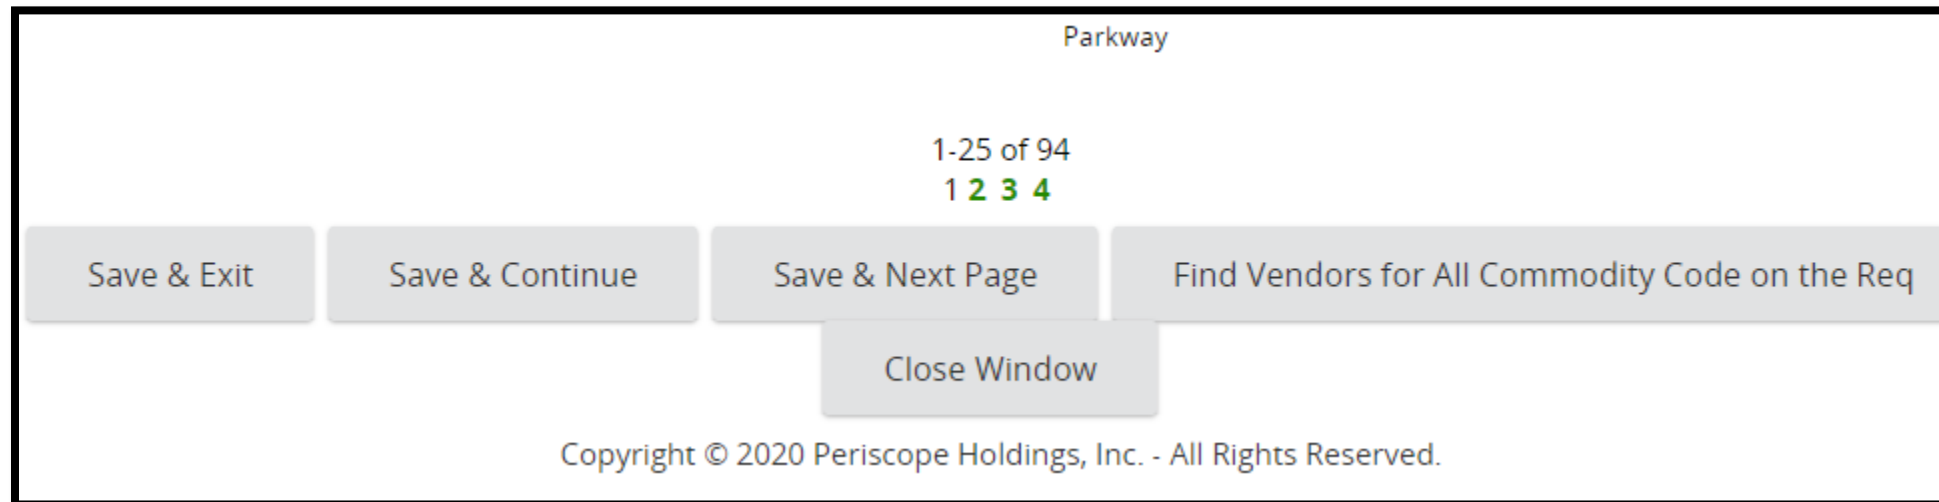 Parkway
1-25 of 94
1 2 3 4
Save & Exit Save & Continue Save & Next Page Find Vendors for All Commodity Code on the Req
Close Window
Copyright © 2020 Periscope Holdings, Inc. - All Rights Reserved.